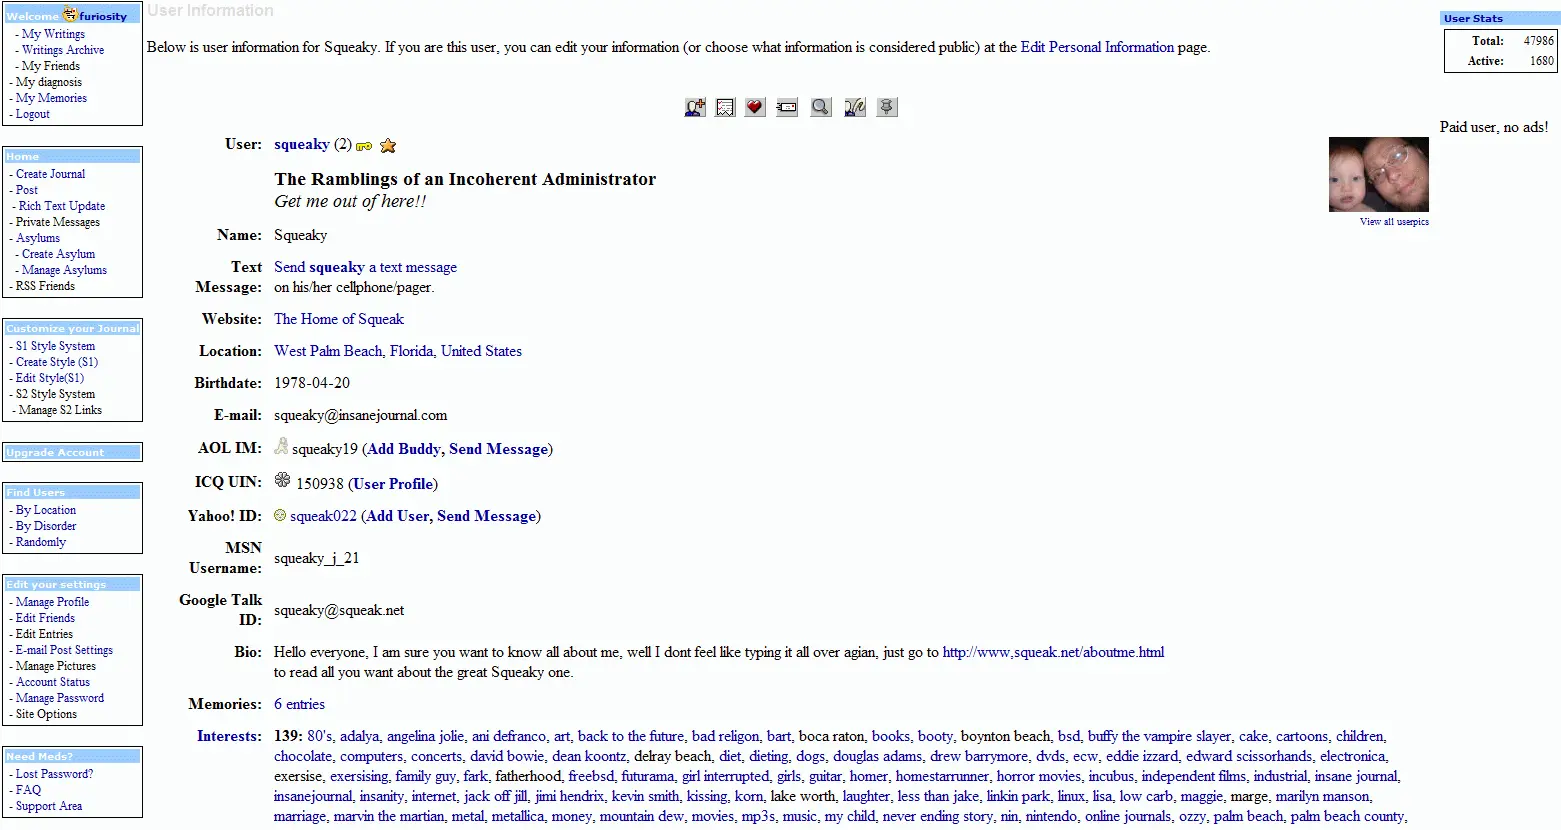 Welcome furiosity
- My Writings
- Writings Archive
- My Friends
- My diagnosis
- My Memories
- Logout
Home
- Create Journal
- Post
- Rich Text Update
- Private Messages
- Asylums
- Create Asylum
- Manage Asylums
- RSS Friends
Customize your Journal
- S1 Style System
- Create Style (S1)
- Edit Style(S1)
- S2 Style System
- Manage S2 Links
Upgrade Account
Find Users
- By Location
- By Disorder
- Randomly
Edit your settings
- Manage Profile
- Edit Friends
- Edit Entries
- E-mail Post Settings
- Manage Pictures
- Account Status
- Manage Password
- Site Options
Need Meds?
- Lost Password?
- FAQ
- Support Area
User Information
Below is user information for Squeaky. If you are this user, you can edit your information (or choose what information is considered public) at the Edit Personal Information page.
User: squeaky (2)
The Ramblings of an Incoherent Administrator
Get me out of here!!
Name: Squeaky
Text Message: Send squeaky a text message
on his/her cellphone/pager.
Website: The Home of Squeak
Location: West Palm Beach, Florida, United States
Birthdate: 1978-04-20
E-mail: squeaky@insanejournal.com
AOL IM: squeaky19 (Add Buddy, Send Message)
ICQ UIN: 150938 (User Profile)
Yahoo! ID: squeak022 (Add User, Send Message)
MSN Username: squeaky_j_21
Google Talk ID: squeaky@squeak.net
Bio: Hello everyone, I am sure you want to know all about me, well I dont feel like typing it all over agian, just go to http://www,squeak.net/aboutme.html
to read all you want about the great Squeaky one.
Memories: 6 entries
Interests: 139: 80's, adalya, angelina jolie, ani defranco, art, back to the future, bad religon, bart, boca raton, books, booty, boynton beach, bsd, buffy the vampire slayer, cake, cartoons, children,
chocolate, computers, concerts, david bowie, dean koontz, delray beach, diet, dieting, dogs, douglas adams, drew barrymore, dvds, ecw, eddie izzard, edward scissorhands, electronica,
exersise, exersising, family guy, fark, fatherhood, freebsd, futurama, girl interrupted, girls, guitar, homer, homestarrunner, horror movies, incubus, independent films, industrial, insane journal,
insanejournal, insanity, internet, jack off jill, jimi hendrix, kevin smith, kissing, korn, lake worth, laughter, less than jake, linkin park, linux, lisa, low carb, maggie, marge, marilyn manson,
marriage, marvin the martian, metal, metallica, money, mountain dew, movies, mp3s, music, my child, never ending story, nin, nintendo, online journals, ozzy, palm beach, palm beach county,
View all userpics
User Stats
Total: 47986
Active: 1680
Paid user, no ads!